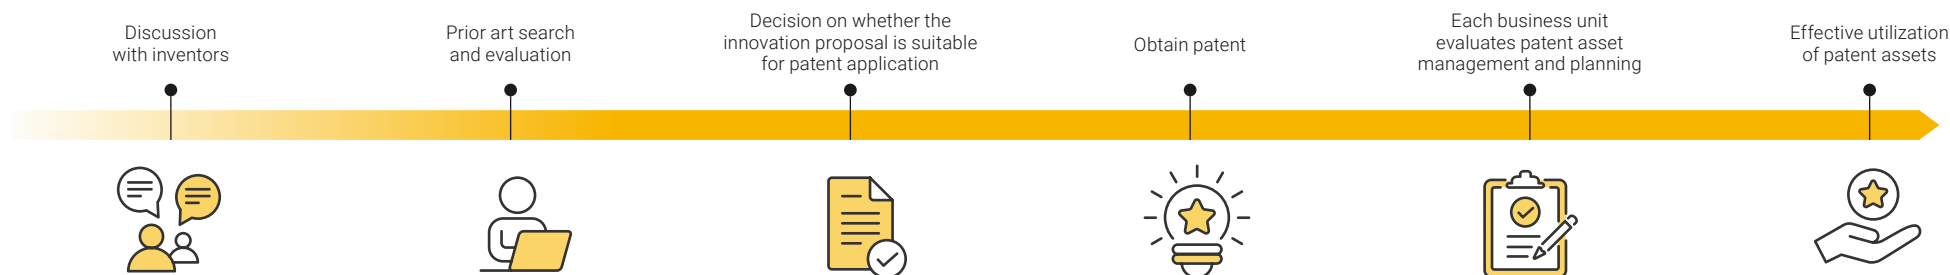 Discussion
with inventors
Prior art search
and evaluation
Decision on whether the
innovation proposal is suitable
for patent application
Obtain patent
Each business unit
evaluates patent asset
management and planning
Effective utilization
of patent assets